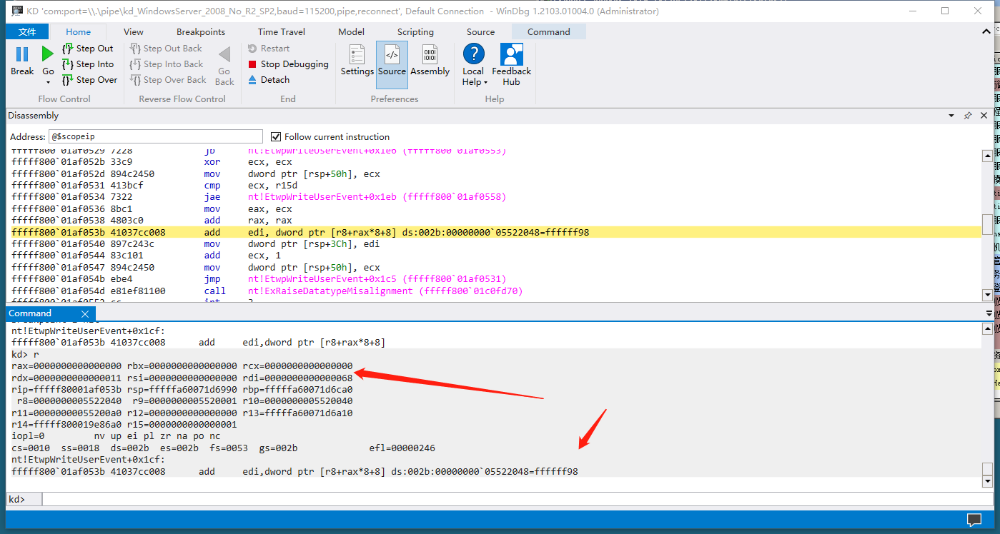 KD 'com:port=\\.\pipe\kd_WindowsServer_2008_No_R2_SP2,baud=115200,pipe,reconnect', Default Connection - WinDbg 1.2103.01004.0 (Administrator)
文件 Home View Breakpoints Time Travel Model Scripting Source Command
Break
Go
Step Out
Step Into
Step Over
Flow Control
Step Out Back
Step Into Back
Step Over Back
Go Back
Reverse Flow Control
Restart
Stop Debugging
Detach
End
Settings
Source
Assembly
Preferences
Local Help
Feedback Hub
Help
Disassembly
Address: @$scopeip Follow current instruction
fffff800`01af0529 7228 jb nt!EtwpWriteUserEvent+0x1e6 (fffff800`01af0553)
fffff800`01af052b 33c9 xor ecx, ecx
fffff800`01af052d 894c2450 mov dword ptr [rsp+50h], ecx
fffff800`01af0531 413bcf cmp ecx, r15d
fffff800`01af0534 7322 jae nt!EtwpWriteUserEvent+0x1eb (fffff800`01af0558)
fffff800`01af0536 8bc1 mov eax, ecx
fffff800`01af0538 4803c0 add rax, rax
fffff800`01af053b 41037cc008 add edi, dword ptr [r8+rax*8+8] ds:002b:00000000`05522048=ffffff98
fffff800`01af0540 897c243c mov dword ptr [rsp+3Ch], edi
fffff800`01af0544 83c101 add ecx, 1
fffff800`01af0547 894c2450 mov dword ptr [rsp+50h], ecx
fffff800`01af054b ebe4 jmp nt!EtwpWriteUserEvent+0x1c5 (fffff800`01af0531)
fffff800`01af054d e81ef81100 call nt!ExRaiseDatatypeMisalignment (fffff800`01c0fd70)
Command
nt!EtwpWriteUserEvent+0x1cf:
fffff800`01af053b 41037cc008 add edi,dword ptr [r8+rax*8+8]
kd> r
rax=0000000000000000 rbx=0000000000000000 rcx=0000000000000000
rdx=0000000000000011 rsi=0000000000000000 rdi=0000000000000068
rip=fffff80001af053b rsp=fffffa60071d6990 rbp=fffffa60071d6ca0
r8=0000000005522040 r9=0000000005520001 r10=0000000005520040
r11=00000000055200a0 r12=0000000000000000 r13=fffffa60071d6a10
r14=fffff800019e86a0 r15=0000000000000001
iopl=0 nv up ei pl zr na po nc
cs=0010 ss=0018 ds=002b es=002b fs=0053 gs=002b efl=00000246
nt!EtwpWriteUserEvent+0x1cf:
fffff800`01af053b 41037cc008 add edi,dword ptr [r8+rax*8+8] ds:002b:00000000`05522048=ffffff98
kd>